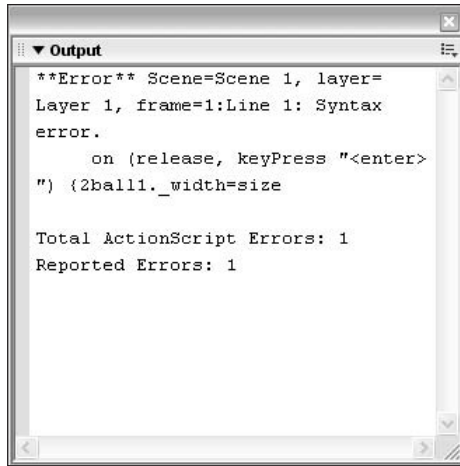 Output
**Error** Scene=Scene 1, layer=
Layer 1, frame=1:Line 1: Syntax
error.
on (release, keyPress "<enter>
") {2ball1._width=size
Total ActionScript Errors: 1
Reported Errors: 1